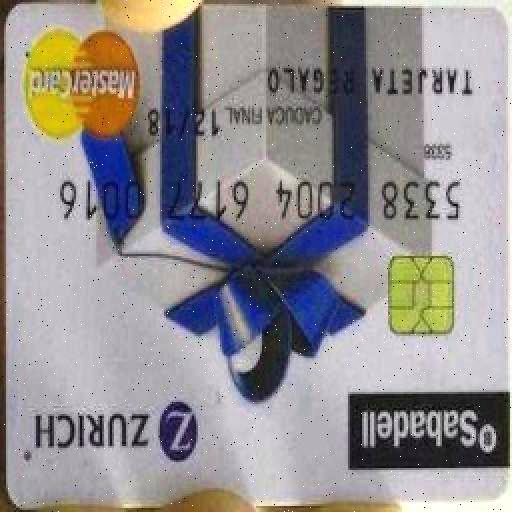 Sabadell
ZURICH
5338 2004 6177 0016
5338
CADUCA FINAL 12/18
TARJETA REGALO
MasterCard